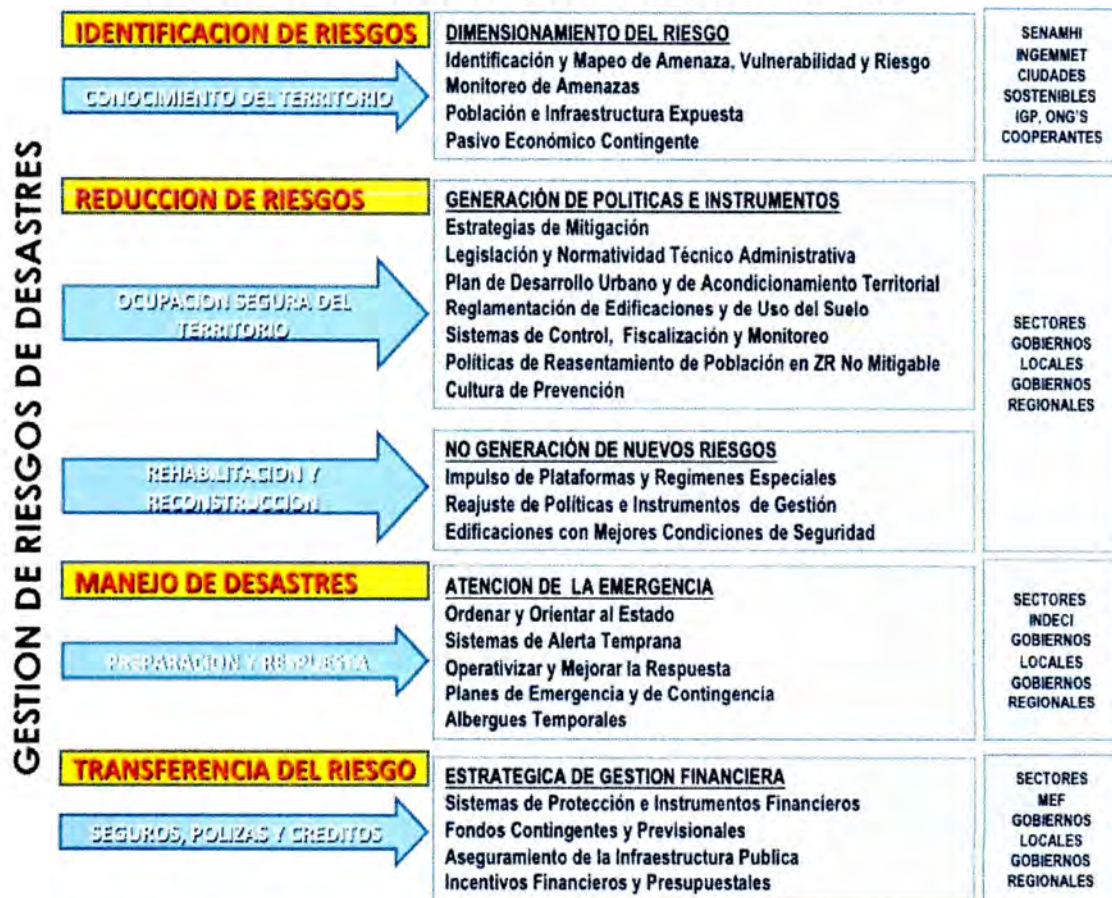 GESTION DE RIESGOS DE DESASTRES
IDENTIFICACION DE RIESGOS
CONOCIMIENTO DEL TERRITORIO
DIMENSIONAMIENTO DEL RIESGO
Identificación y Mapeo de Amenaza, Vulnerabilidad y Riesgo
Monitoreo de Amenazas
Población e Infraestructura Expuesta
Pasivo Económico Contingente
SENAMHI
INGEMMET
CIUDADES
SOSTENIBLES
IGP, ONG'S
COOPERANTES
REDUCCION DE RIESGOS
OCUPACION SEGURA DEL
TERRITORIO
GENERACIÓN DE POLITICAS E INSTRUMENTOS
Estrategias de Mitigación
Legislación y Normatividad Técnico Administrativa
Plan de Desarrollo Urbano y de Acondicionamiento Territorial
Reglamentación de Edificaciones y de Uso del Suelo
Sistemas de Control, Fiscalización y Monitoreo
Políticas de Reasentamiento de Población en ZR No Mitigable
Cultura de Prevención
REHABILITACION Y
RECONSTRUCCION
NO GENERACIÓN DE NUEVOS RIESGOS
Impulso de Plataformas y Regímenes Especiales
Reajuste de Políticas e Instrumentos de Gestión
Edificaciones con Mejores Condiciones de Seguridad
SECTORES
GOBIERNOS
LOCALES
GOBIERNOS
REGIONALES
MANEJO DE DESASTRES
PREPARACION Y RESPUESTA
ATENCION DE LA EMERGENCIA
Ordenar y Orientar al Estado
Sistemas de Alerta Temprana
Operativizar y Mejorar la Respuesta
Planes de Emergencia y de Contingencia
Albergues Temporales
SECTORES
INDECI
GOBIERNOS
LOCALES
GOBIERNOS
REGIONALES
TRANSFERENCIA DEL RIESGO
SEGUROS, POLIZAS Y CREDITOS
ESTRATEGICA DE GESTION FINANCIERA
Sistemas de Protección e Instrumentos Financieros
Fondos Contingentes y Previsionales
Aseguramiento de la Infraestructura Publica
Incentivos Financieros y Presupuestales
SECTORES
MEF
GOBIERNOS
LOCALES
GOBIERNOS
REGIONALES